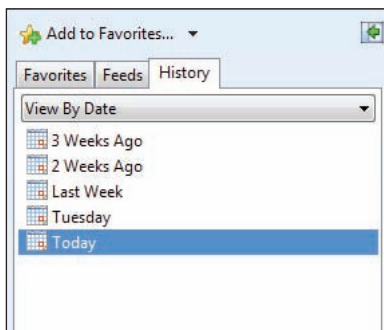 Add to Favorites...
Favorites Feeds History
View By Date
3 Weeks Ago
2 Weeks Ago
Last Week
Tuesday
Today